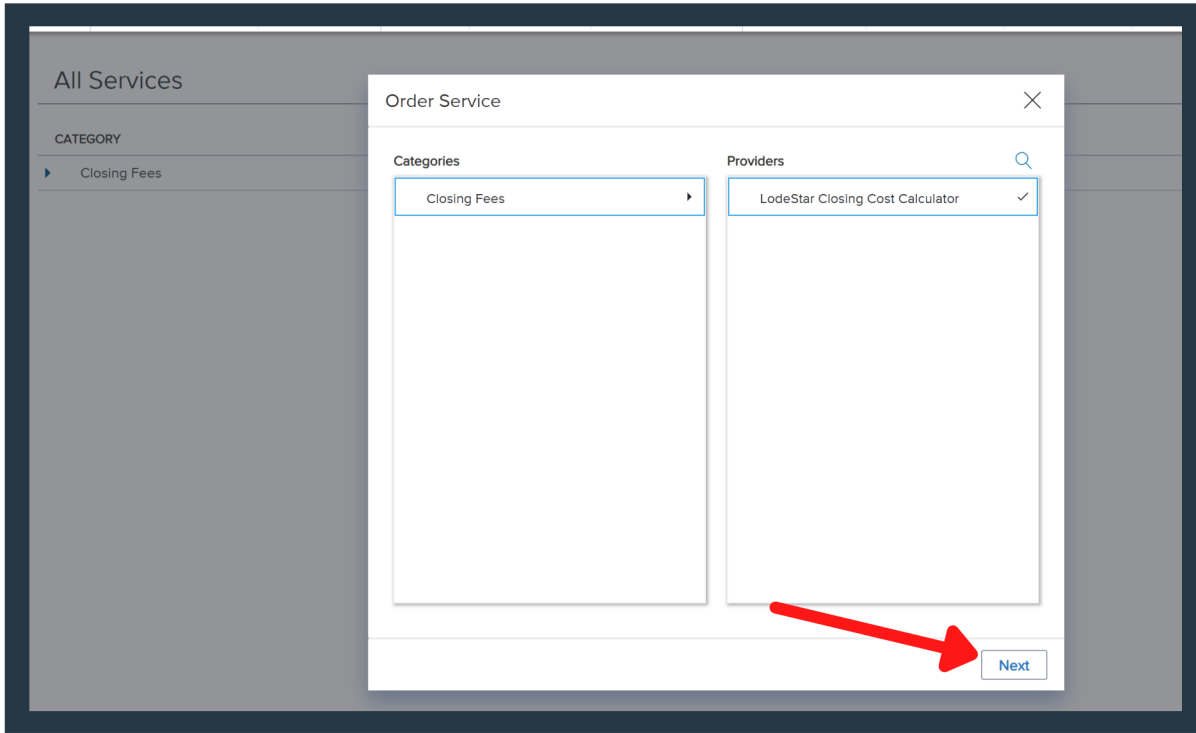 All Services
CATEGORY
Closing Fees
Order Service
Categories
Closing Fees
Providers
LodeStar Closing Cost Calculator
Next